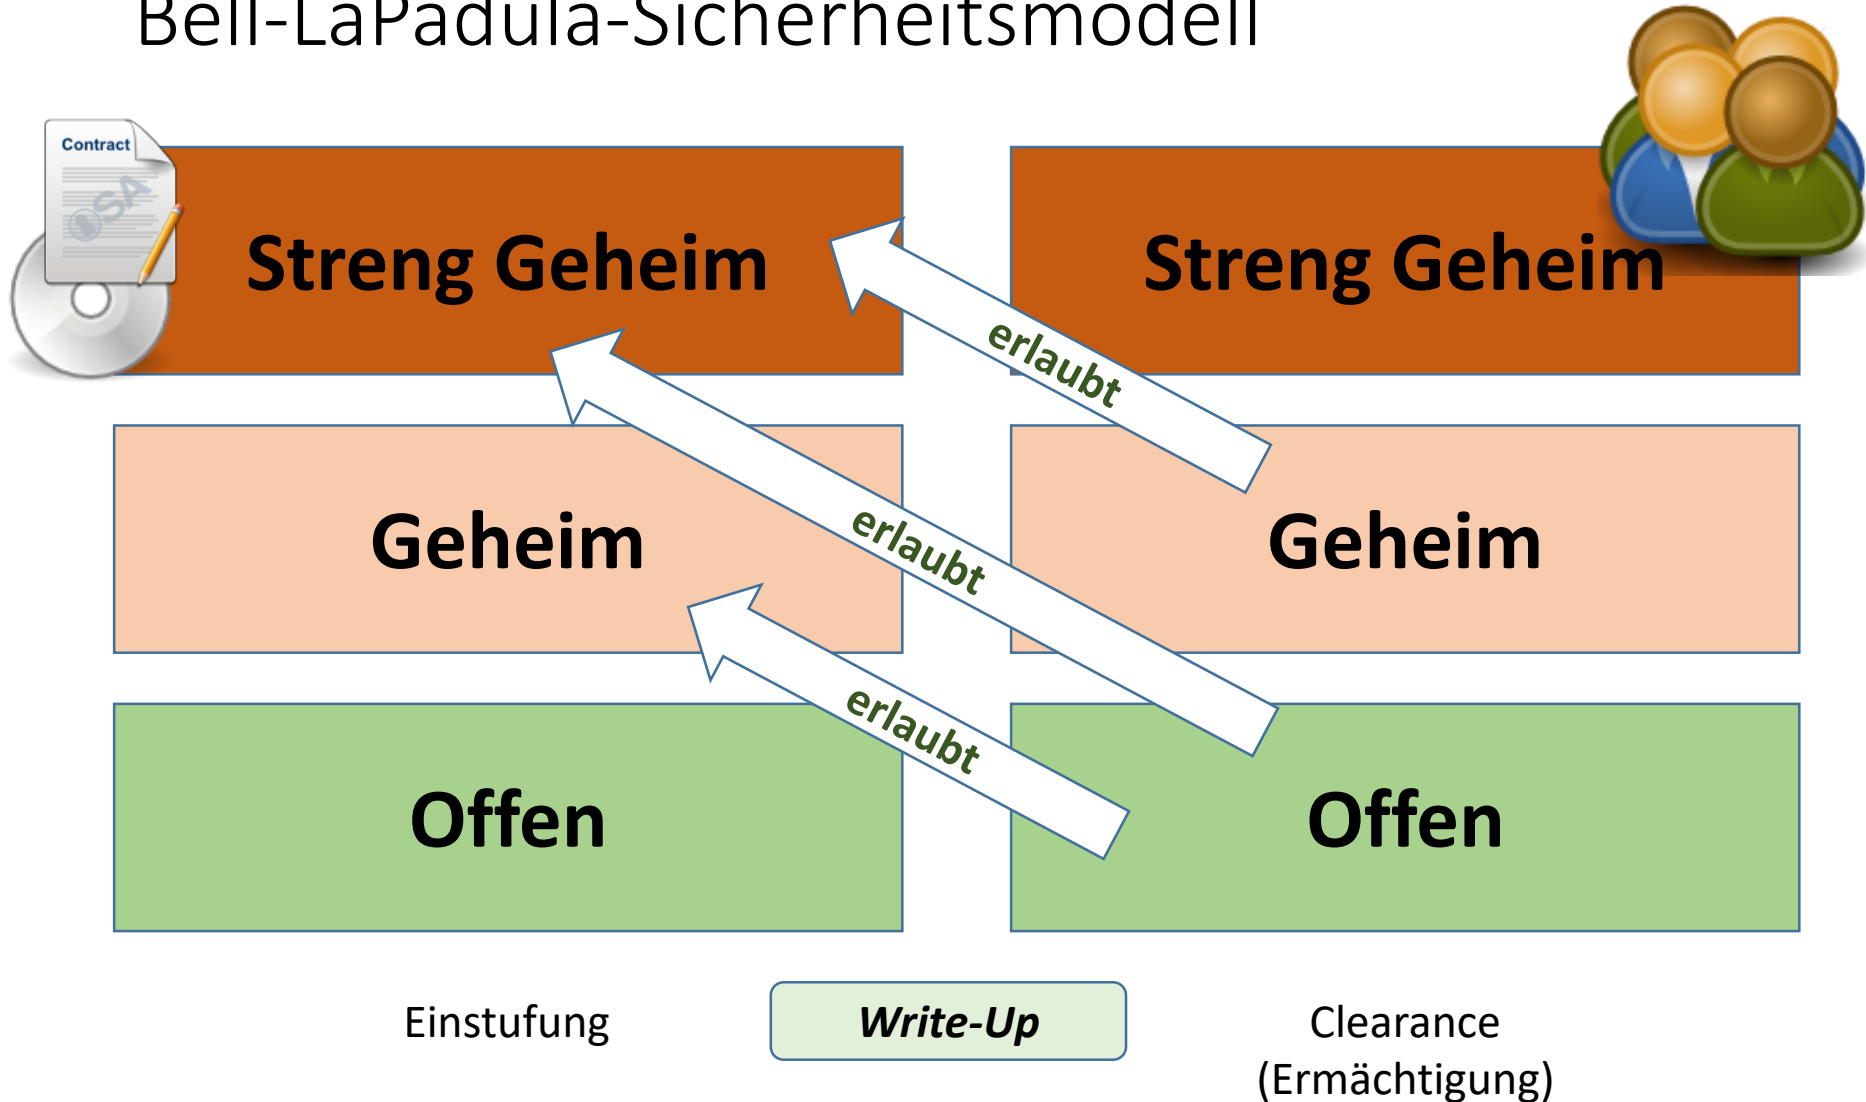 Bell-LaPadula-Sicherheitsmodell
Contract
OSA
Streng Geheim
Streng Geheim
erlaubt
Geheim
erlaubt
Geheim
erlaubt
Offen
Offen
Einstufung
Write-Up
Clearance
(Ermächtigung)